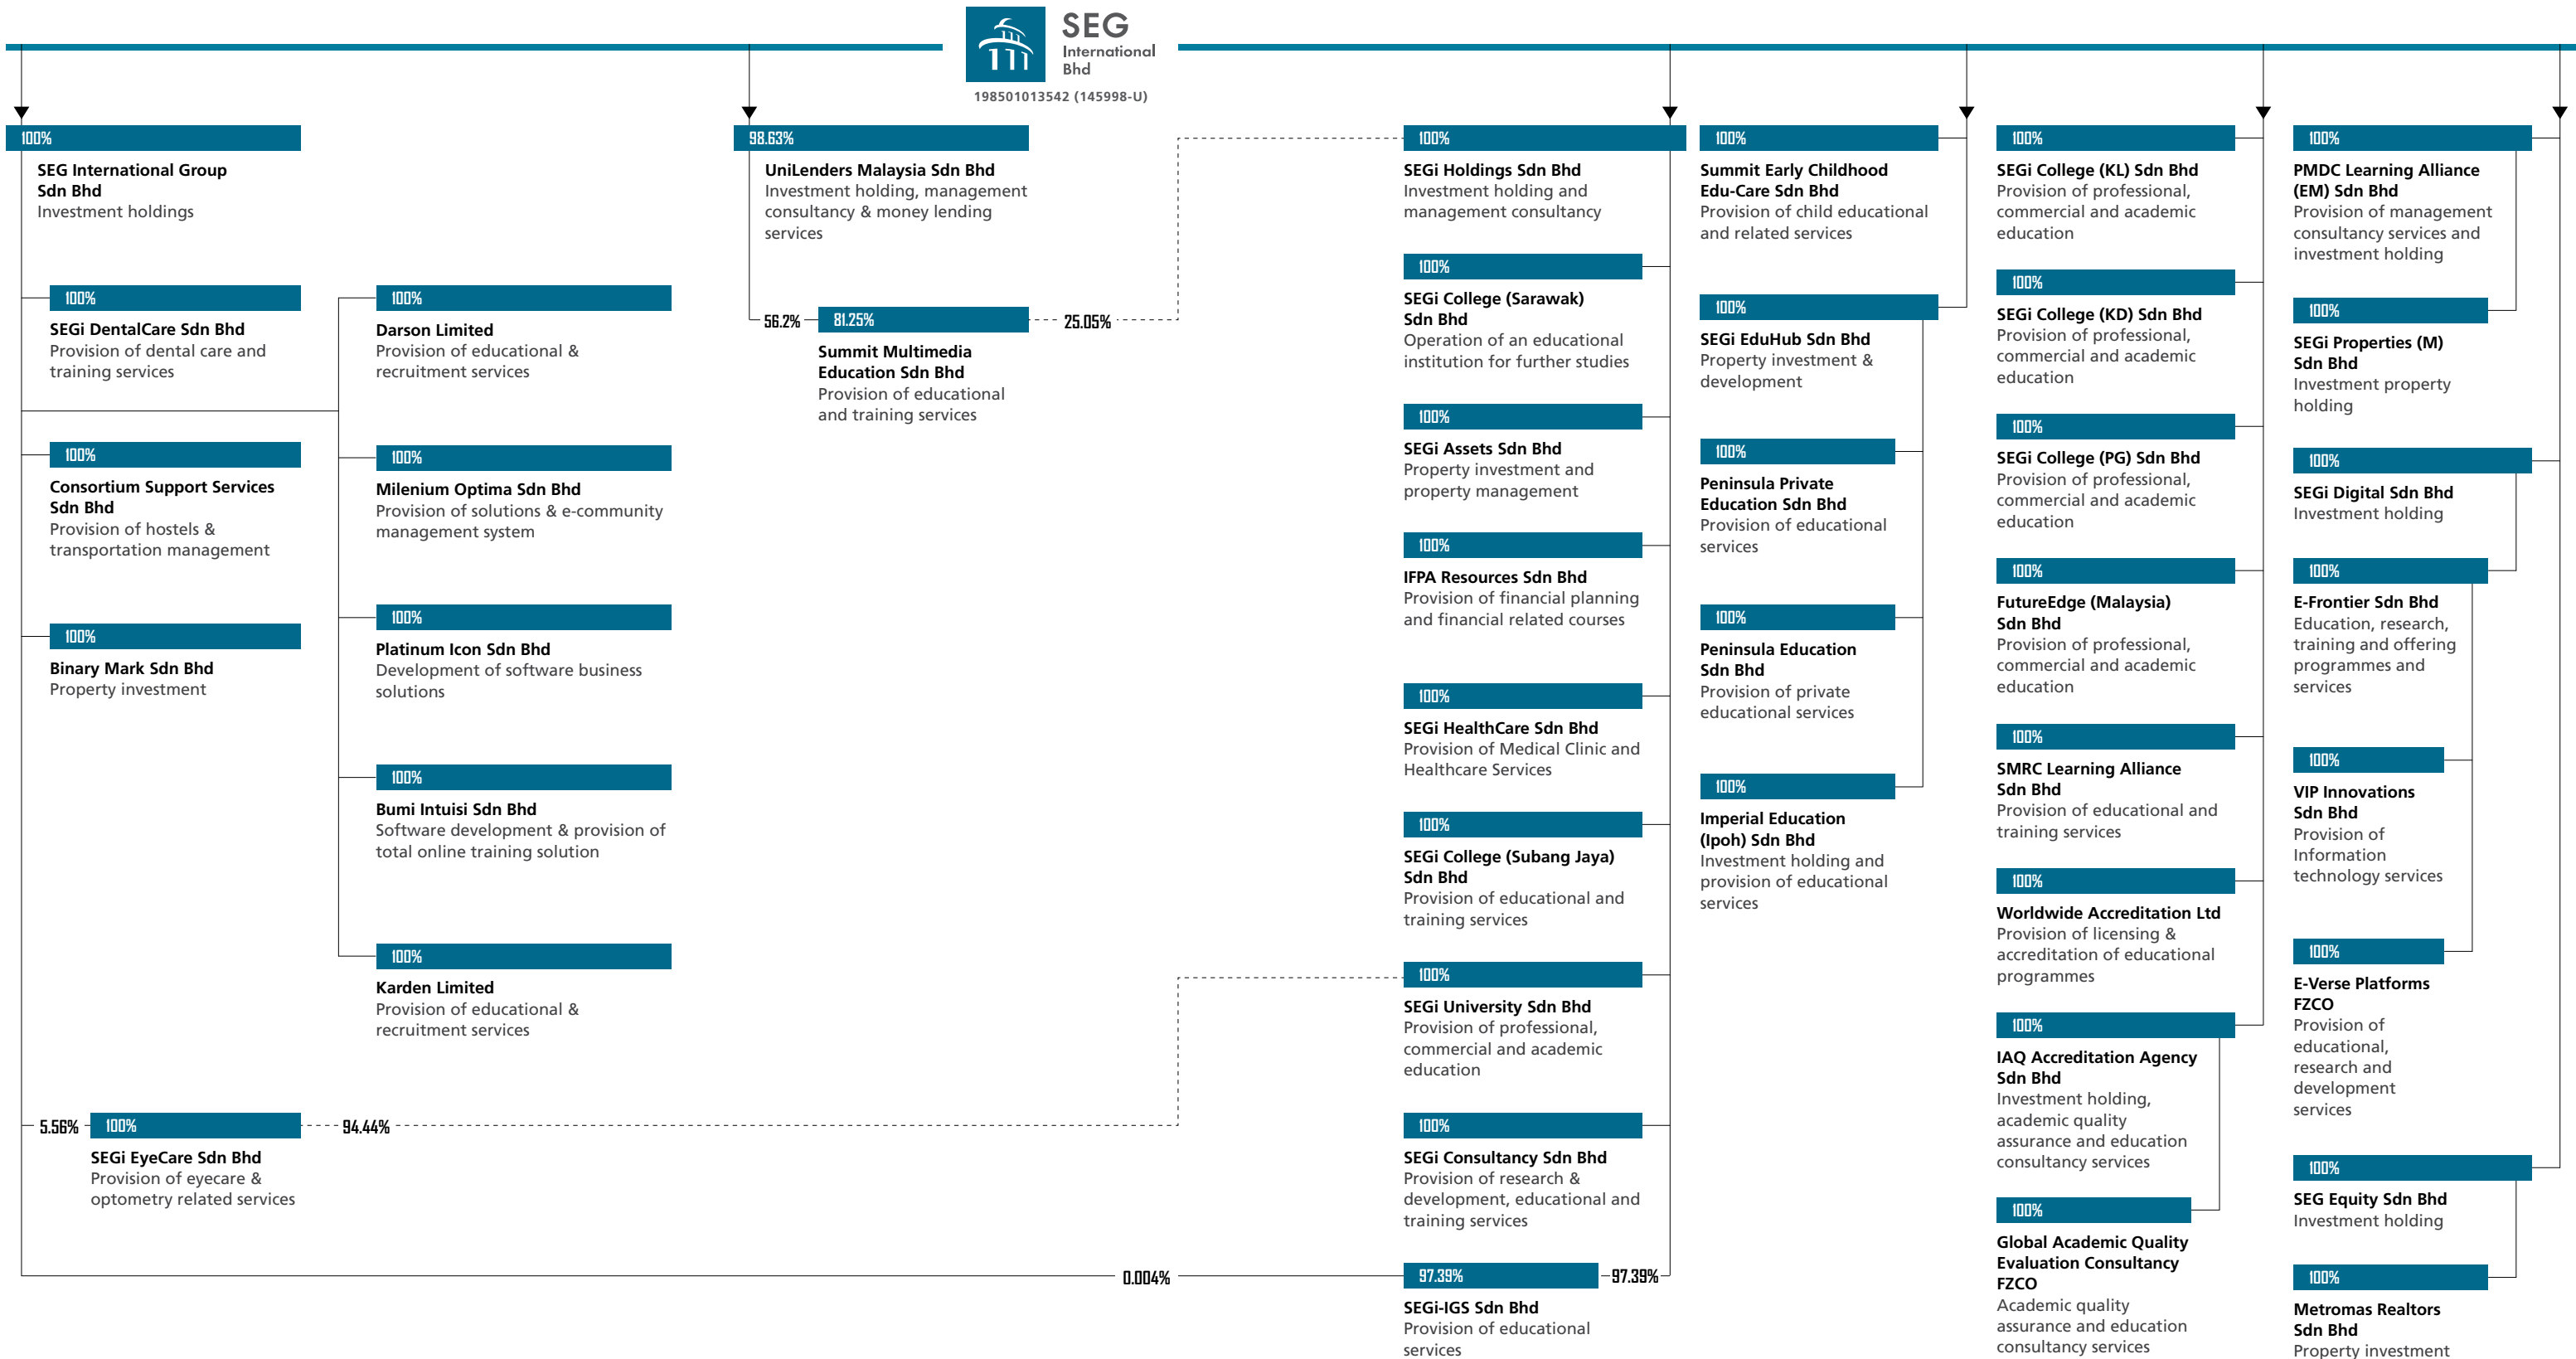 SEG
International
Bhd
198501013542 (145998-U)
100%
SEG International Group
Sdn Bhd
Investment holdings
100%
SEGi DentalCare Sdn Bhd
Provision of dental care and
training services
100%
Consortium Support Services
Sdn Bhd
Provision of hostels &
transportation management
100%
Binary Mark Sdn Bhd
Property investment
100%
Darson Limited
Provision of educational &
recruitment services
100%
Milenium Optima Sdn Bhd
Provision of solutions & e-community
management system
100%
Platinum Icon Sdn Bhd
Development of software business
solutions
100%
Bumi Intuisi Sdn Bhd
Software development & provision of
total online training solution
100%
Karden Limited
Provision of educational &
recruitment services
5.56%
100%
94.44%
SEGi EyeCare Sdn Bhd
Provision of eyecare &
optometry related services
0.004%
98.63%
UniLenders Malaysia Sdn Bhd
Investment holding, management
consultancy & money lending
services
56.2%
81.25%
25.05%
Summit Multimedia
Education Sdn Bhd
Provision of educational
and training services
100%
SEGi Holdings Sdn Bhd
Investment holding and
management consultancy
100%
SEGi College (Sarawak)
Sdn Bhd
Operation of an educational
institution for further studies
100%
SEGi Assets Sdn Bhd
Property investment and
property management
100%
IFPA Resources Sdn Bhd
Provision of financial planning
and financial related courses
100%
SEGi HealthCare Sdn Bhd
Provision of Medical Clinic and
Healthcare Services
100%
SEGi College (Subang Jaya)
Sdn Bhd
Provision of educational and
training services
100%
SEGi University Sdn Bhd
Provision of professional,
commercial and academic
education
100%
SEGi Consultancy Sdn Bhd
Provision of research &
development, educational and
training services
97.39%
97.39%
SEGi-IGS Sdn Bhd
Provision of educational
services
100%
Summit Early Childhood
Edu-Care Sdn Bhd
Provision of child educational
and related services
100%
SEGi EduHub Sdn Bhd
Property investment &
development
100%
Peninsula Private
Education Sdn Bhd
Provision of educational
services
100%
Peninsula Education
Sdn Bhd
Provision of private
educational services
100%
Imperial Education
(Ipoh) Sdn Bhd
Investment holding and
provision of educational
services
100%
SEGi College (KL) Sdn Bhd
Provision of professional,
commercial and academic
education
100%
SEGi College (KD) Sdn Bhd
Provision of professional,
commercial and academic
education
100%
SEGi College (PG) Sdn Bhd
Provision of professional,
commercial and academic
education
100%
FutureEdge (Malaysia)
Sdn Bhd
Provision of professional,
commercial and academic
education
100%
SMRC Learning Alliance
Sdn Bhd
Provision of educational and
training services
100%
Worldwide Accreditation Ltd
Provision of licensing &
accreditation of educational
programmes
100%
IAQ Accreditation Agency
Sdn Bhd
Investment holding,
academic quality
assurance and education
consultancy services
100%
Global Academic Quality
Evaluation Consultancy
FZCO
Academic quality
assurance and education
consultancy services
100%
PMDC Learning Alliance
(EM) Sdn Bhd
Provision of management
consultancy services and
investment holding
100%
SEGi Properties (M)
Sdn Bhd
Investment property
holding
100%
SEGi Digital Sdn Bhd
Investment holding
100%
E-Frontier Sdn Bhd
Education, research,
training and offering
programmes and
services
100%
VIP Innovations
Sdn Bhd
Provision of
Information
technology services
100%
E-Verse Platforms
FZCO
Provision of
educational,
research and
development
services
100%
SEG Equity Sdn Bhd
Investment holding
100%
Metromas Realtors
Sdn Bhd
Property investment